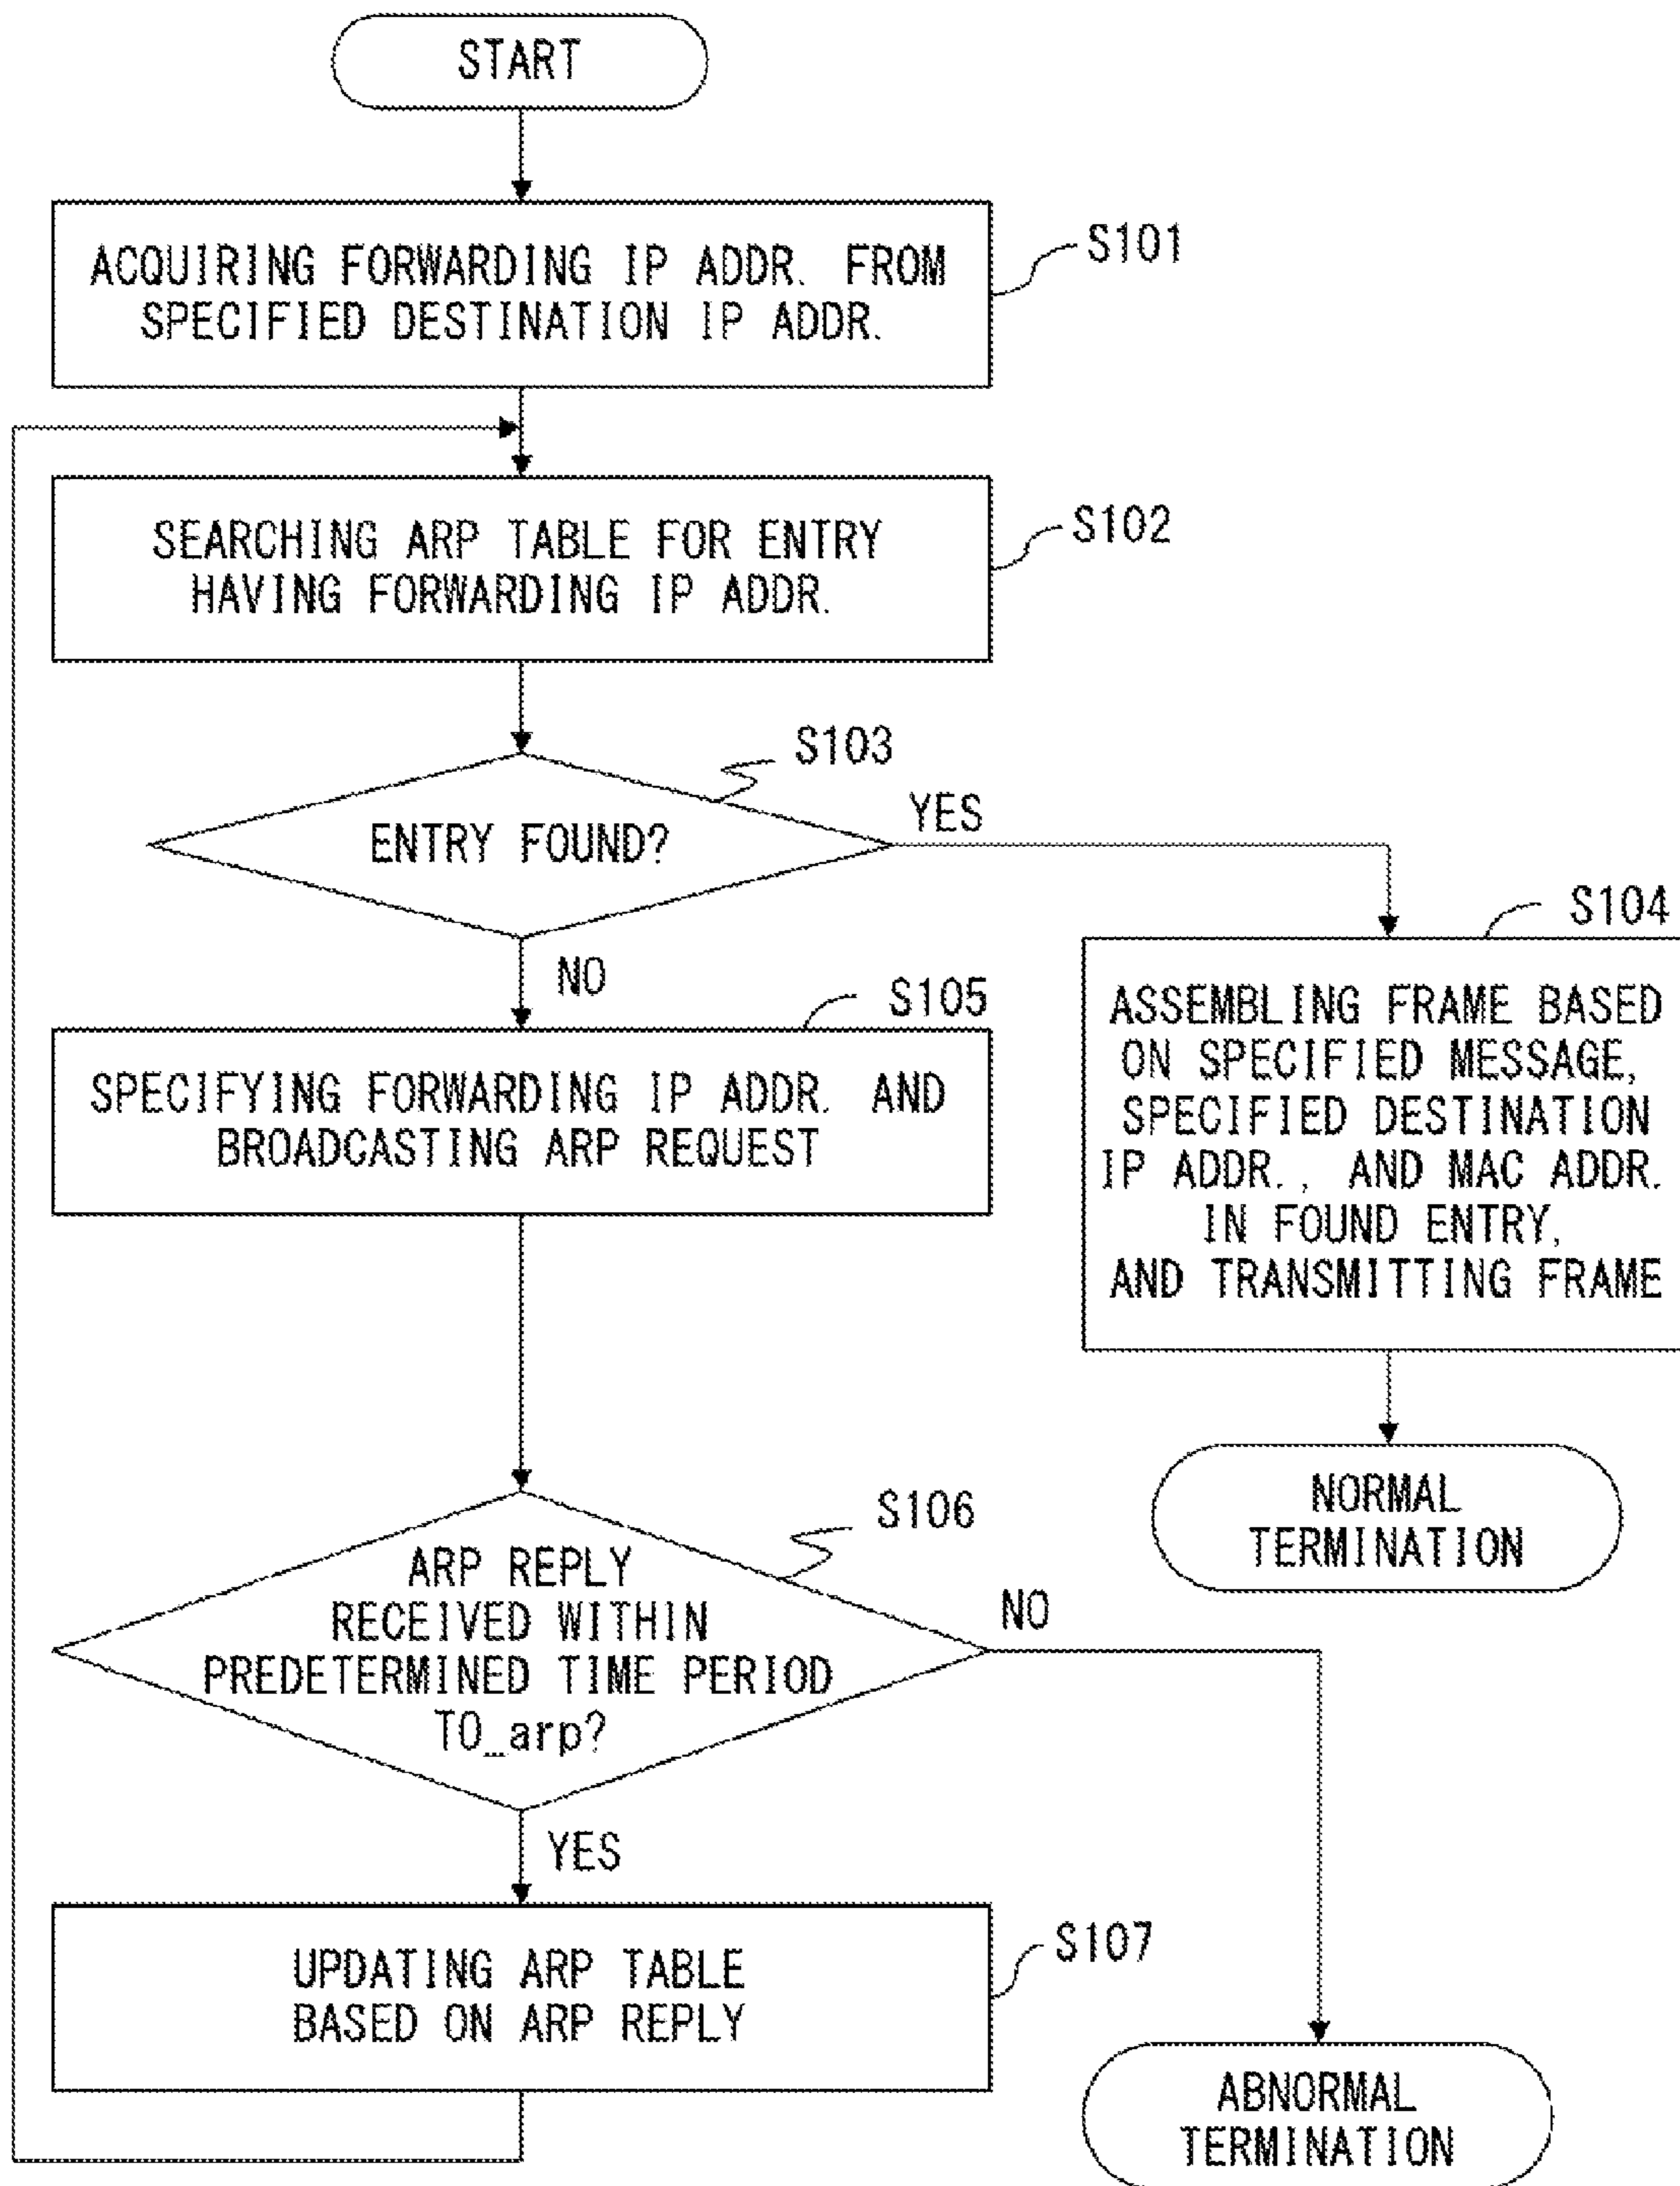 START
ACQUIRING FORWARDING IP ADDR. FROM
SPECIFIED DESTINATION IP ADDR.
S101
SEARCHING ARP TABLE FOR ENTRY
HAVING FORWARDING IP ADDR.
S102
S103
ENTRY FOUND?
YES
NO
S104
ASSEMBLING FRAME BASED
ON SPECIFIED MESSAGE,
SPECIFIED DESTINATION
IP ADDR., AND MAC ADDR.
IN FOUND ENTRY,
AND TRANSMITTING FRAME
NORMAL
TERMINATION
S105
SPECIFYING FORWARDING IP ADDR. AND
BROADCASTING ARP REQUEST
S106
ARP REPLY
RECEIVED WITHIN
PREDETERMINED TIME PERIOD
TO_arp?
NO
YES
S107
UPDATING ARP TABLE
BASED ON ARP REPLY
ABNORMAL
TERMINATION